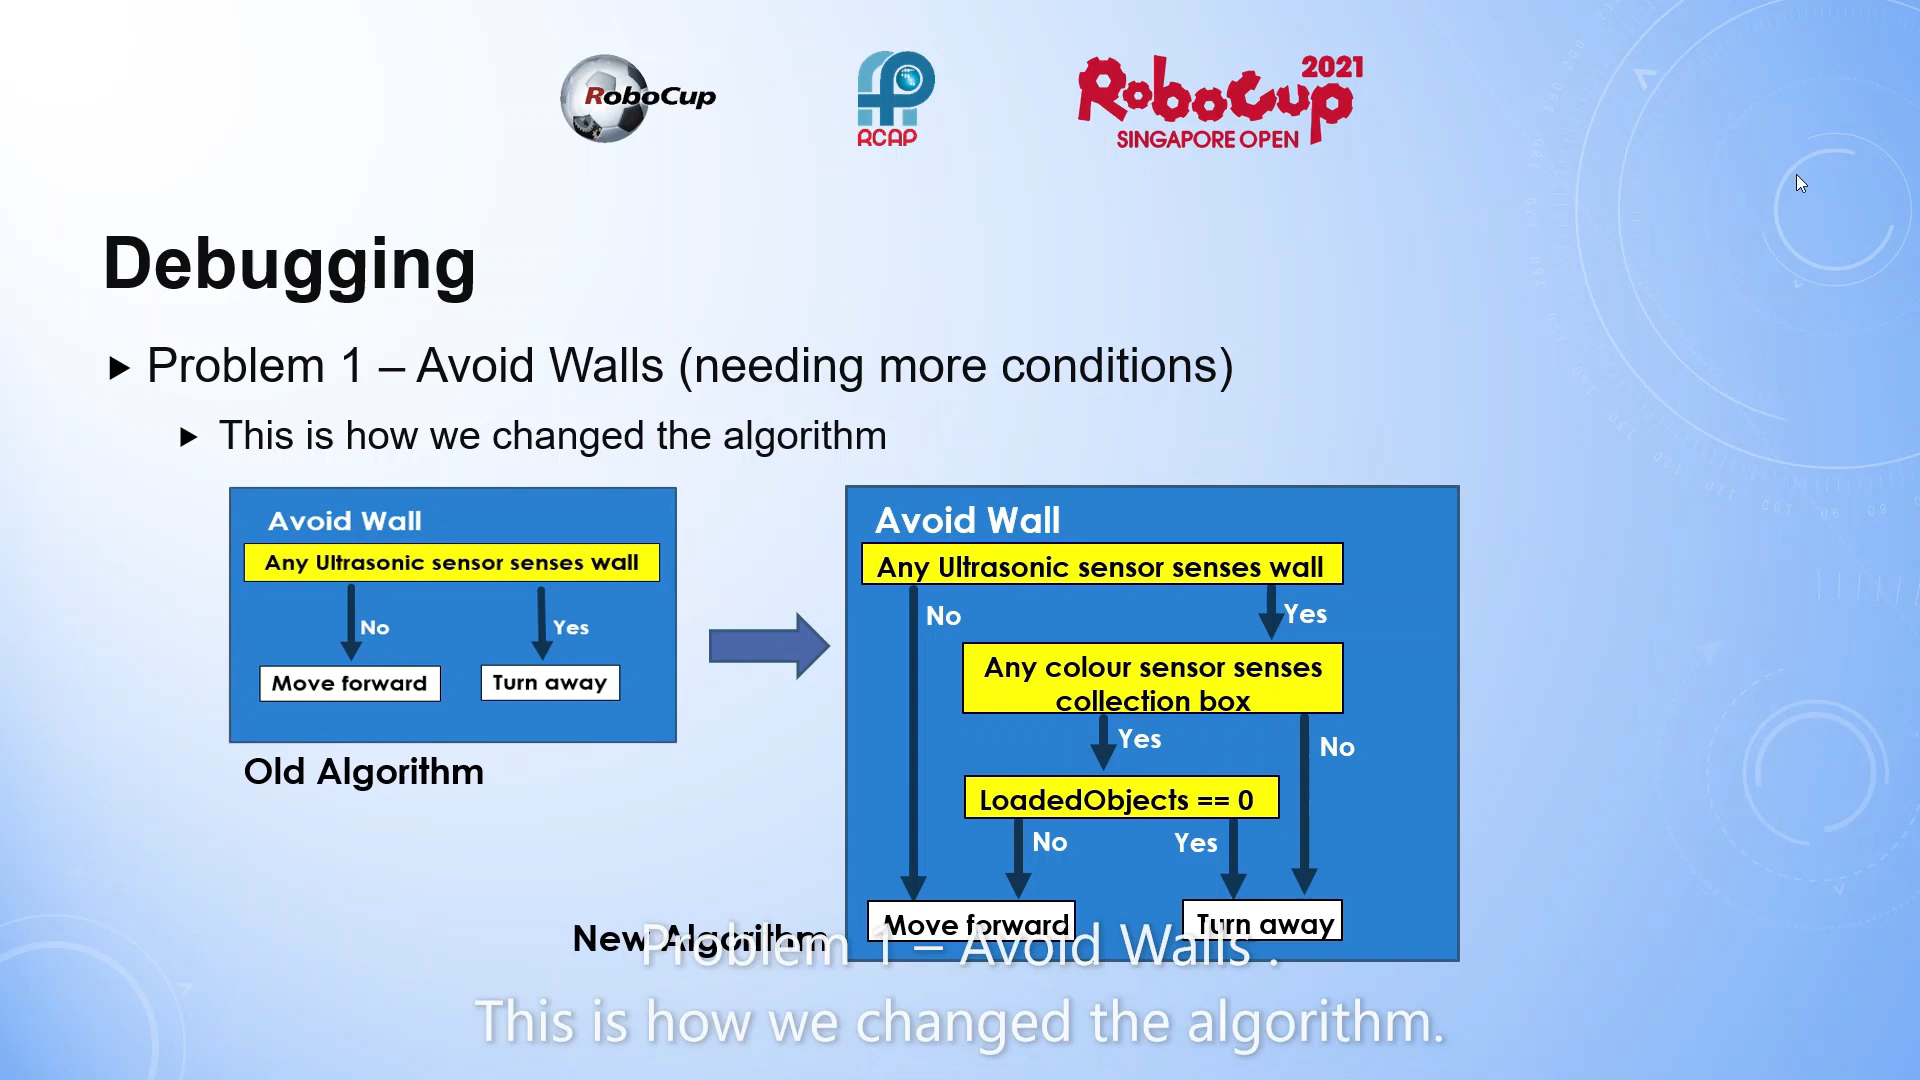 RoboCup
RCAP
RoboCup 2021
SINGAPORE OPEN
Debugging
Problem 1 – Avoid Walls (needing more conditions)
This is how we changed the algorithm
Avoid Wall
Any Ultrasonic sensor senses wall
No
Yes
Move forward
Turn away
Old Algorithm
Avoid Wall
Any Ultrasonic sensor senses wall
No
Yes
Any colour sensor senses
collection box
Yes
No
LoadedObjects == 0
No
Yes
Move forward
Turn away
New Algorithm
Problem 1 – Avoid Walls .
This is how we changed the algorithm.